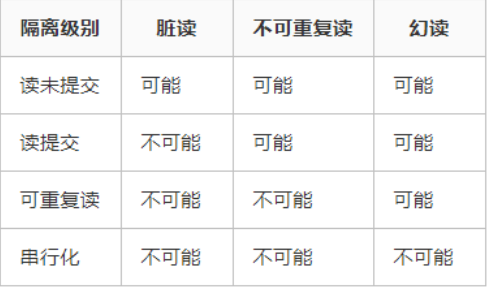 隔离级别 脏读 不可重复读 幻读
读未提交 可能 可能 可能
读提交 不可能 可能 可能
可重复读 不可能 不可能 可能
串行化 不可能 不可能 不可能